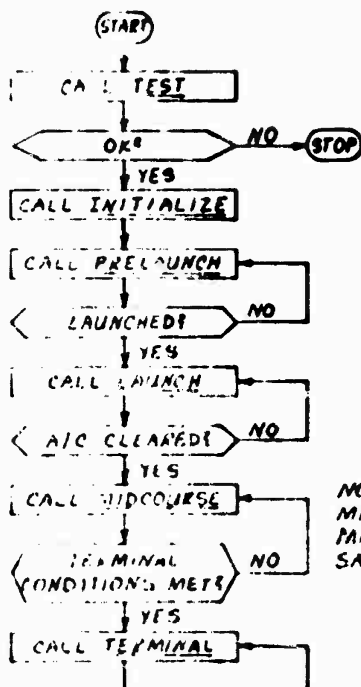 START
CALL TEST
OK?
NO
STOP
YES
CALL INITIALIZE
CALL PRELAUNCH
LAUNCHED?
NO
YES
CALL LAUNCH
A/C CLEARED?
NO
YES
CALL MIDCOURSE
TERMINAL
CONDITIONS MET?
NO
YES
CALL TERMINAL